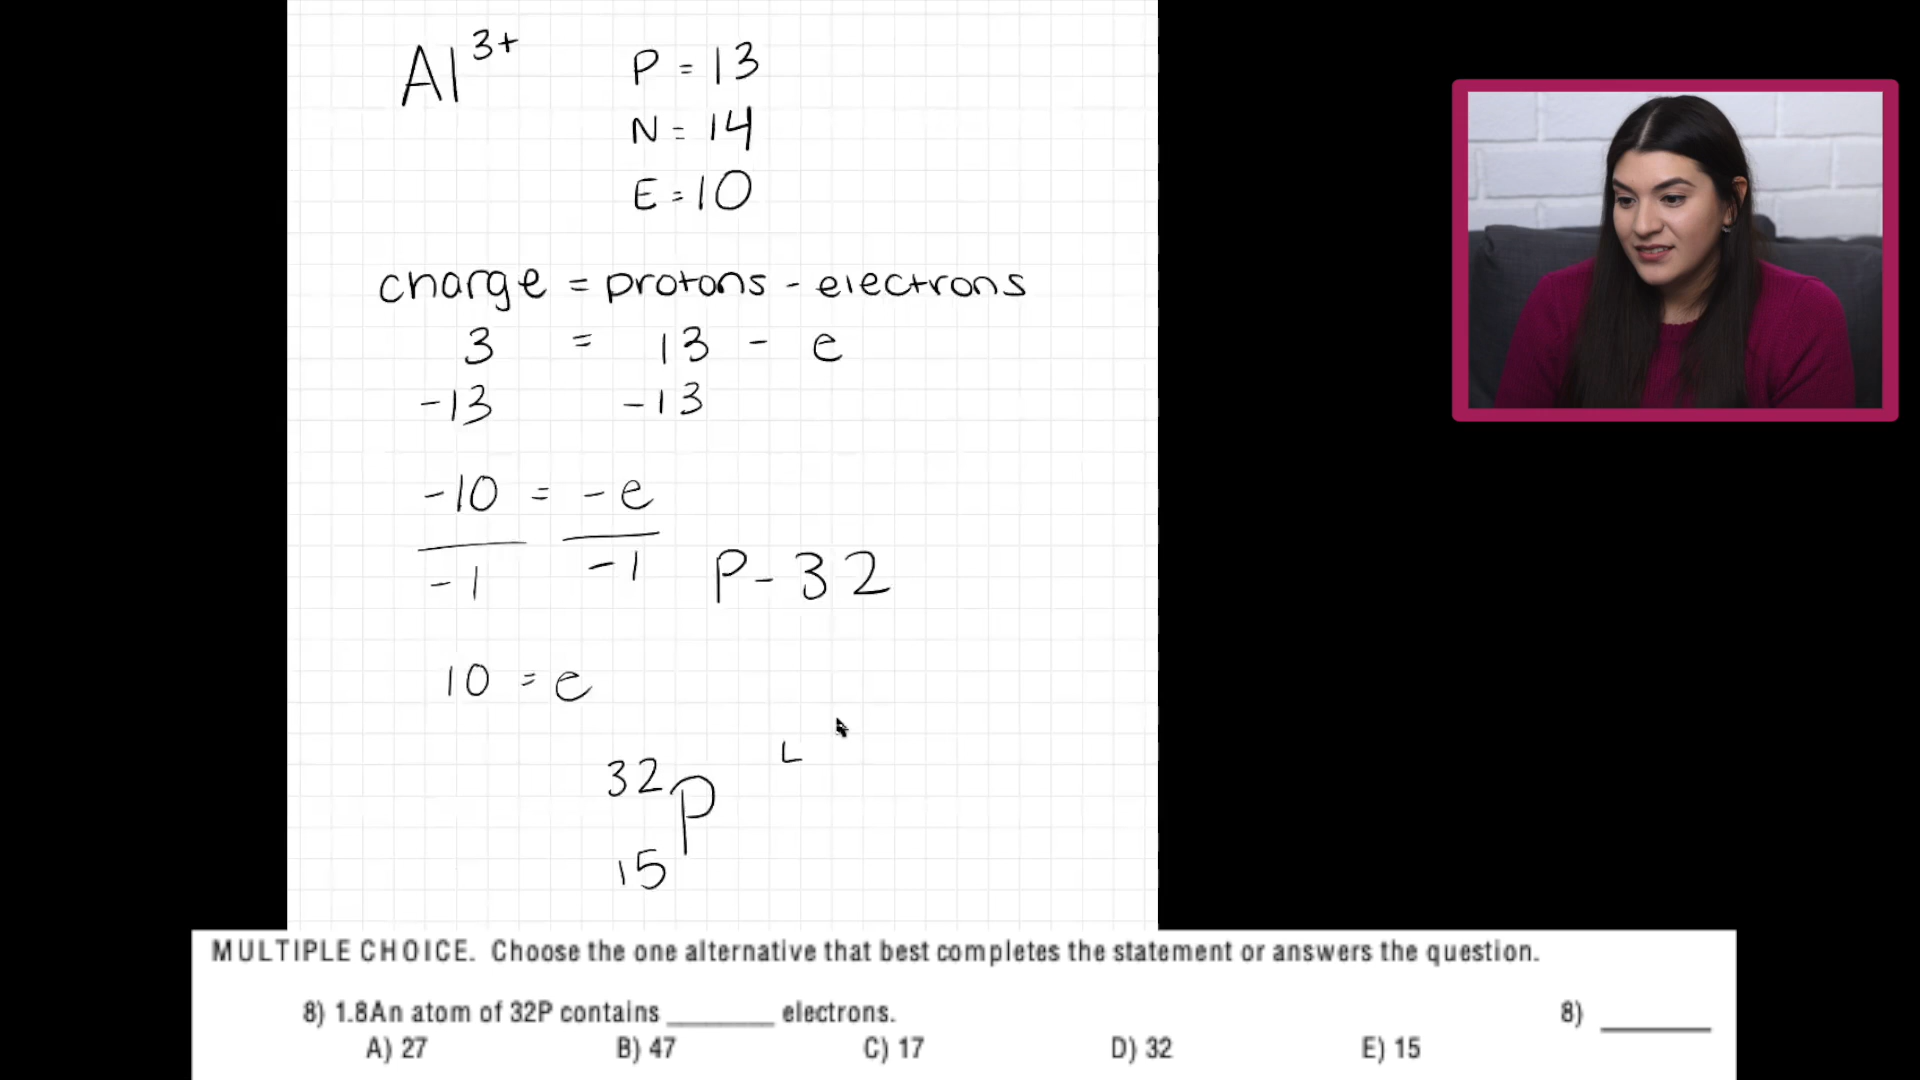 Al³⁺
P = 13
N = 14
E = 10
charge = protons - electrons
3 = 13 - e
-13 -13
-10 = -e
-1 -1
P-32
10 = e
L
32
P
15
MULTIPLE CHOICE. Choose the one alternative that best completes the statement or answers the question.
8) 1.8An atom of 32P contains ________ electrons. 8) ________
A) 27 B) 47 C) 17 D) 32 E) 15